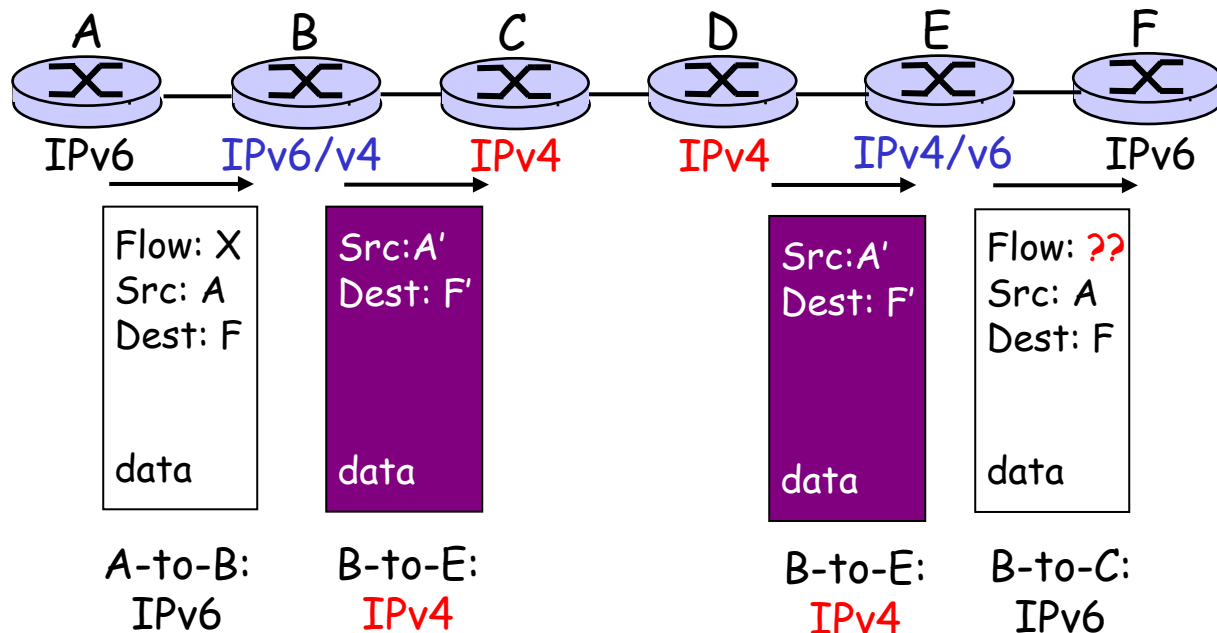 A B C D E F
IPv6 IPv6/v4 IPv4 IPv4 IPv4/v6 IPv6
Flow: X
Src: A
Dest: F
data
Src:A'
Dest: F'
data
Src:A'
Dest: F'
data
Flow: ??
Src: A
Dest: F
data
A-to-B:
IPv6
B-to-E:
IPv4
B-to-E:
IPv4
B-to-C:
IPv6